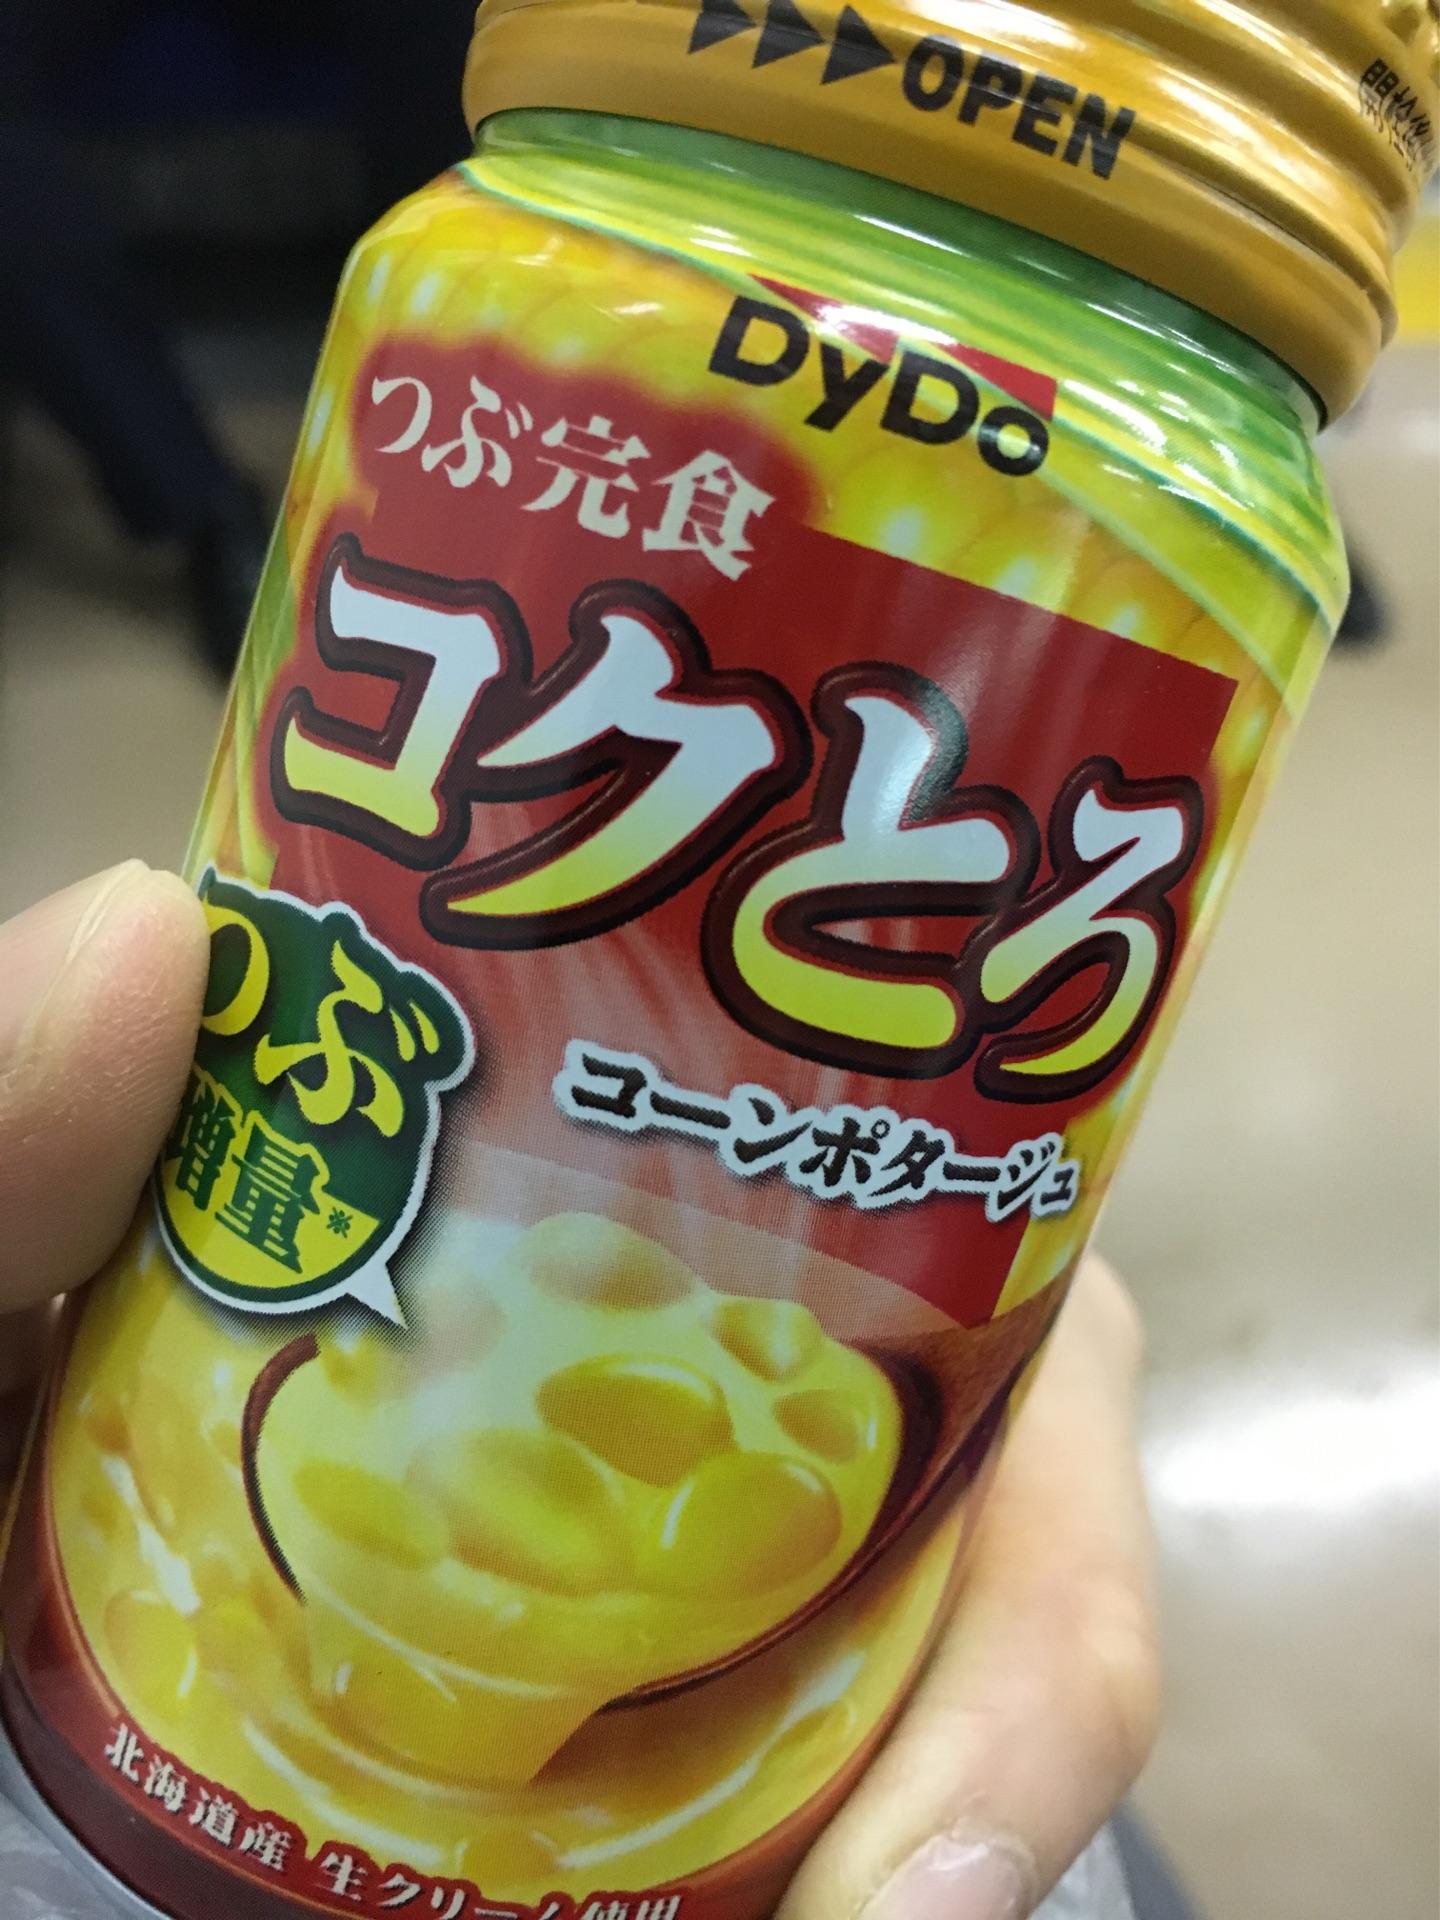 ▶▶▶OPEN
DyDo
つぶ完食
コクとろ
つぶ
増量※
コーンポタージュ
北海道産 生クリーム使用